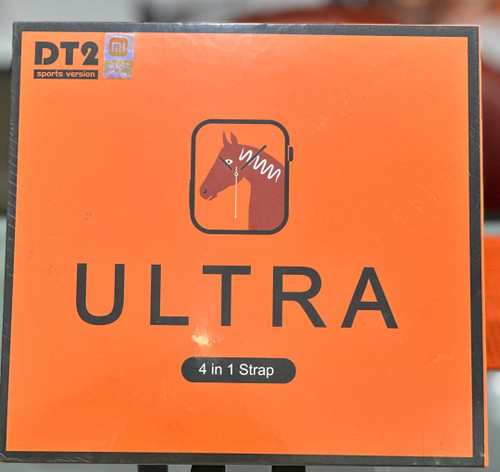 DT2
sports version
mi
ULTRA
4 in 1 Strap